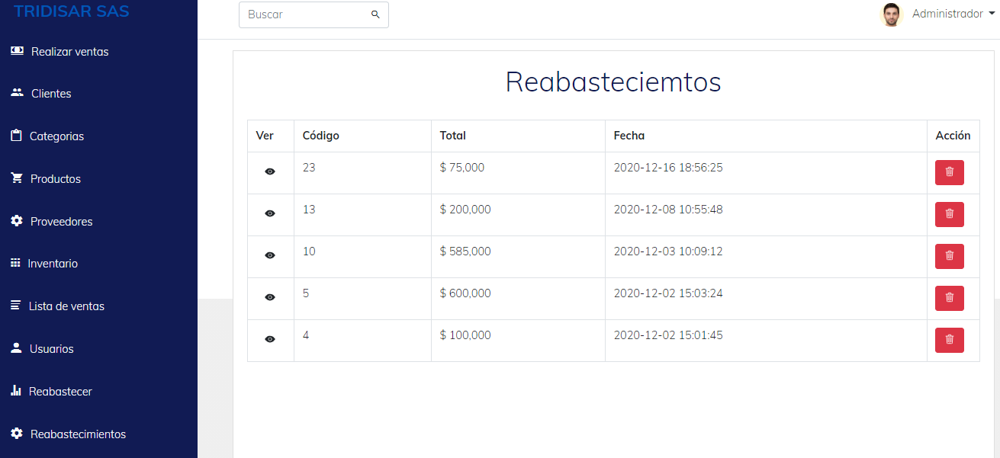 TRIDISAR SAS
Buscar
Administrador
Realizar ventas
Clientes
Categorias
Productos
Proveedores
Inventario
Lista de ventas
Usuarios
Reabastecer
Reabastecimientos
Reabasteciemtos
Ver Código Total Fecha Acción
23 $ 75,000 2020-12-16 18:56:25
13 $ 200,000 2020-12-08 10:55:48
10 $ 585,000 2020-12-03 10:09:12
5 $ 600,000 2020-12-02 15:03:24
4 $ 100,000 2020-12-02 15:01:45